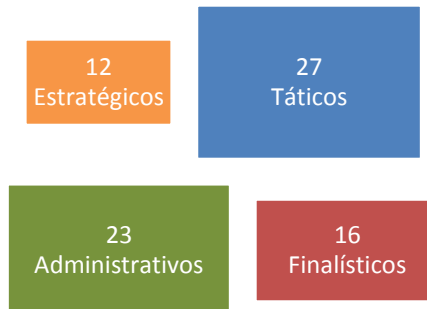 12
Estratégicos
27
Táticos
23
Administrativos
16
Finalísticos